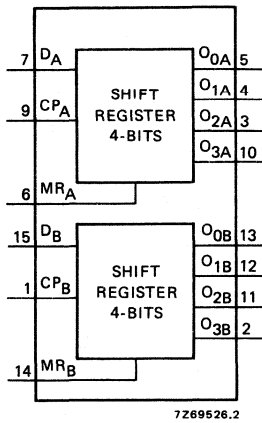 7 DA O0A 5
O1A 4
9 CPA SHIFT
REGISTER
4-BITS
O2A 3
O3A 10
6 MRA
15 DB O0B 13
O1B 12
1 CPB SHIFT
REGISTER
4-BITS
O2B 11
O3B 2
14 MRB
7Z69526.2